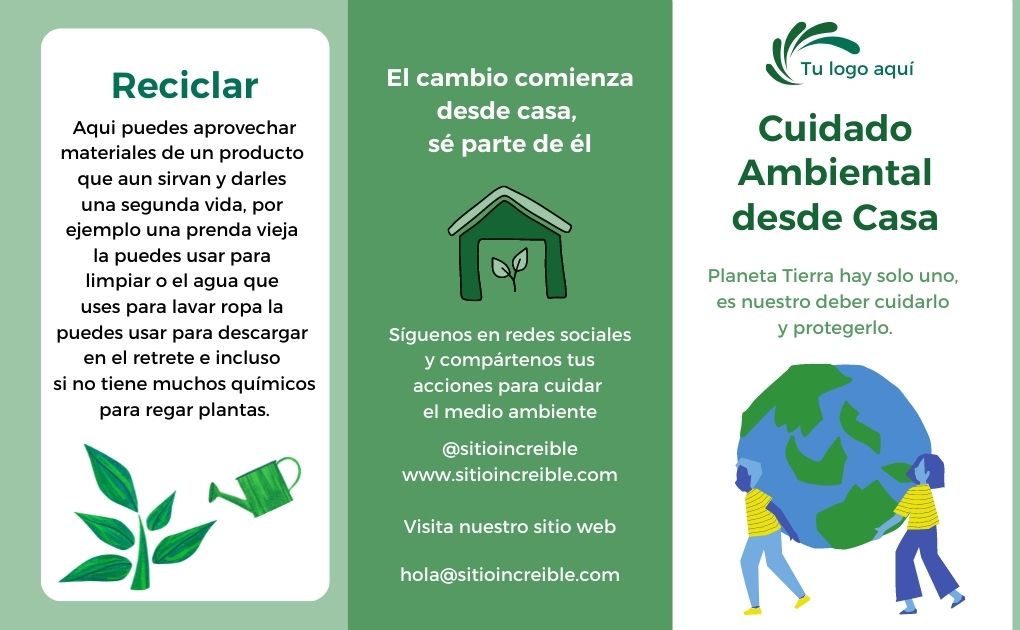 Reciclar
Aqui puedes aprovechar
materiales de un producto
que aun sirvan y darles
una segunda vida, por
ejemplo una prenda vieja
la puedes usar para
limpiar o el agua que
uses para lavar ropa la
puedes usar para descargar
en el retrete e incluso
si no tiene muchos químicos
para regar plantas.
El cambio comienza
desde casa,
sé parte de él
Síguenos en redes sociales
y compártenos tus
acciones para cuidar
el medio ambiente
@sitioincreible
www.sitioincreible.com
Visita nuestro sitio web
hola@sitioincreible.com
Tu logo aquí
Cuidado
Ambiental
desde Casa
Planeta Tierra hay solo uno,
es nuestro deber cuidarlo
y protegerlo.